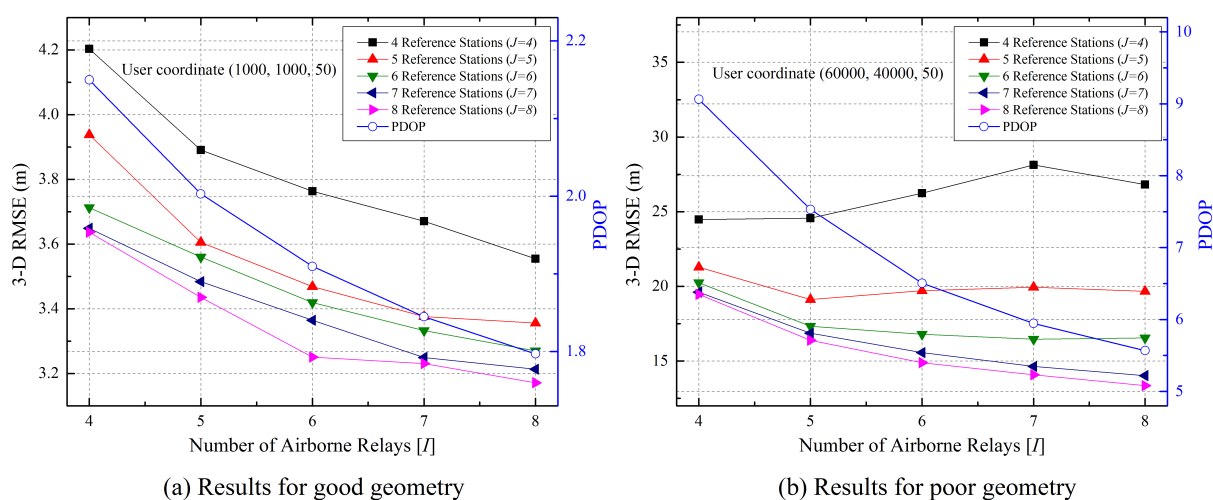 4 Reference Stations (J=4)
5 Reference Stations (J=5)
6 Reference Stations (J=6)
7 Reference Stations (J=7)
8 Reference Stations (J=8)
PDOP
User coordinate (1000, 1000, 50)
4.2
4.0
3.8
3.6
3.4
3.2
3-D RMSE (m)
2.2
2.0
1.8
PDOP
4 5 6 7 8
Number of Airborne Relays [I]
(a) Results for good geometry
4 Reference Stations (J=4)
5 Reference Stations (J=5)
6 Reference Stations (J=6)
7 Reference Stations (J=7)
8 Reference Stations (J=8)
PDOP
User coordinate (60000, 40000, 50)
35
30
25
20
15
3-D RMSE (m)
10
9
8
7
6
5
PDOP
4 5 6 7 8
Number of Airborne Relays [I]
(b) Results for poor geometry